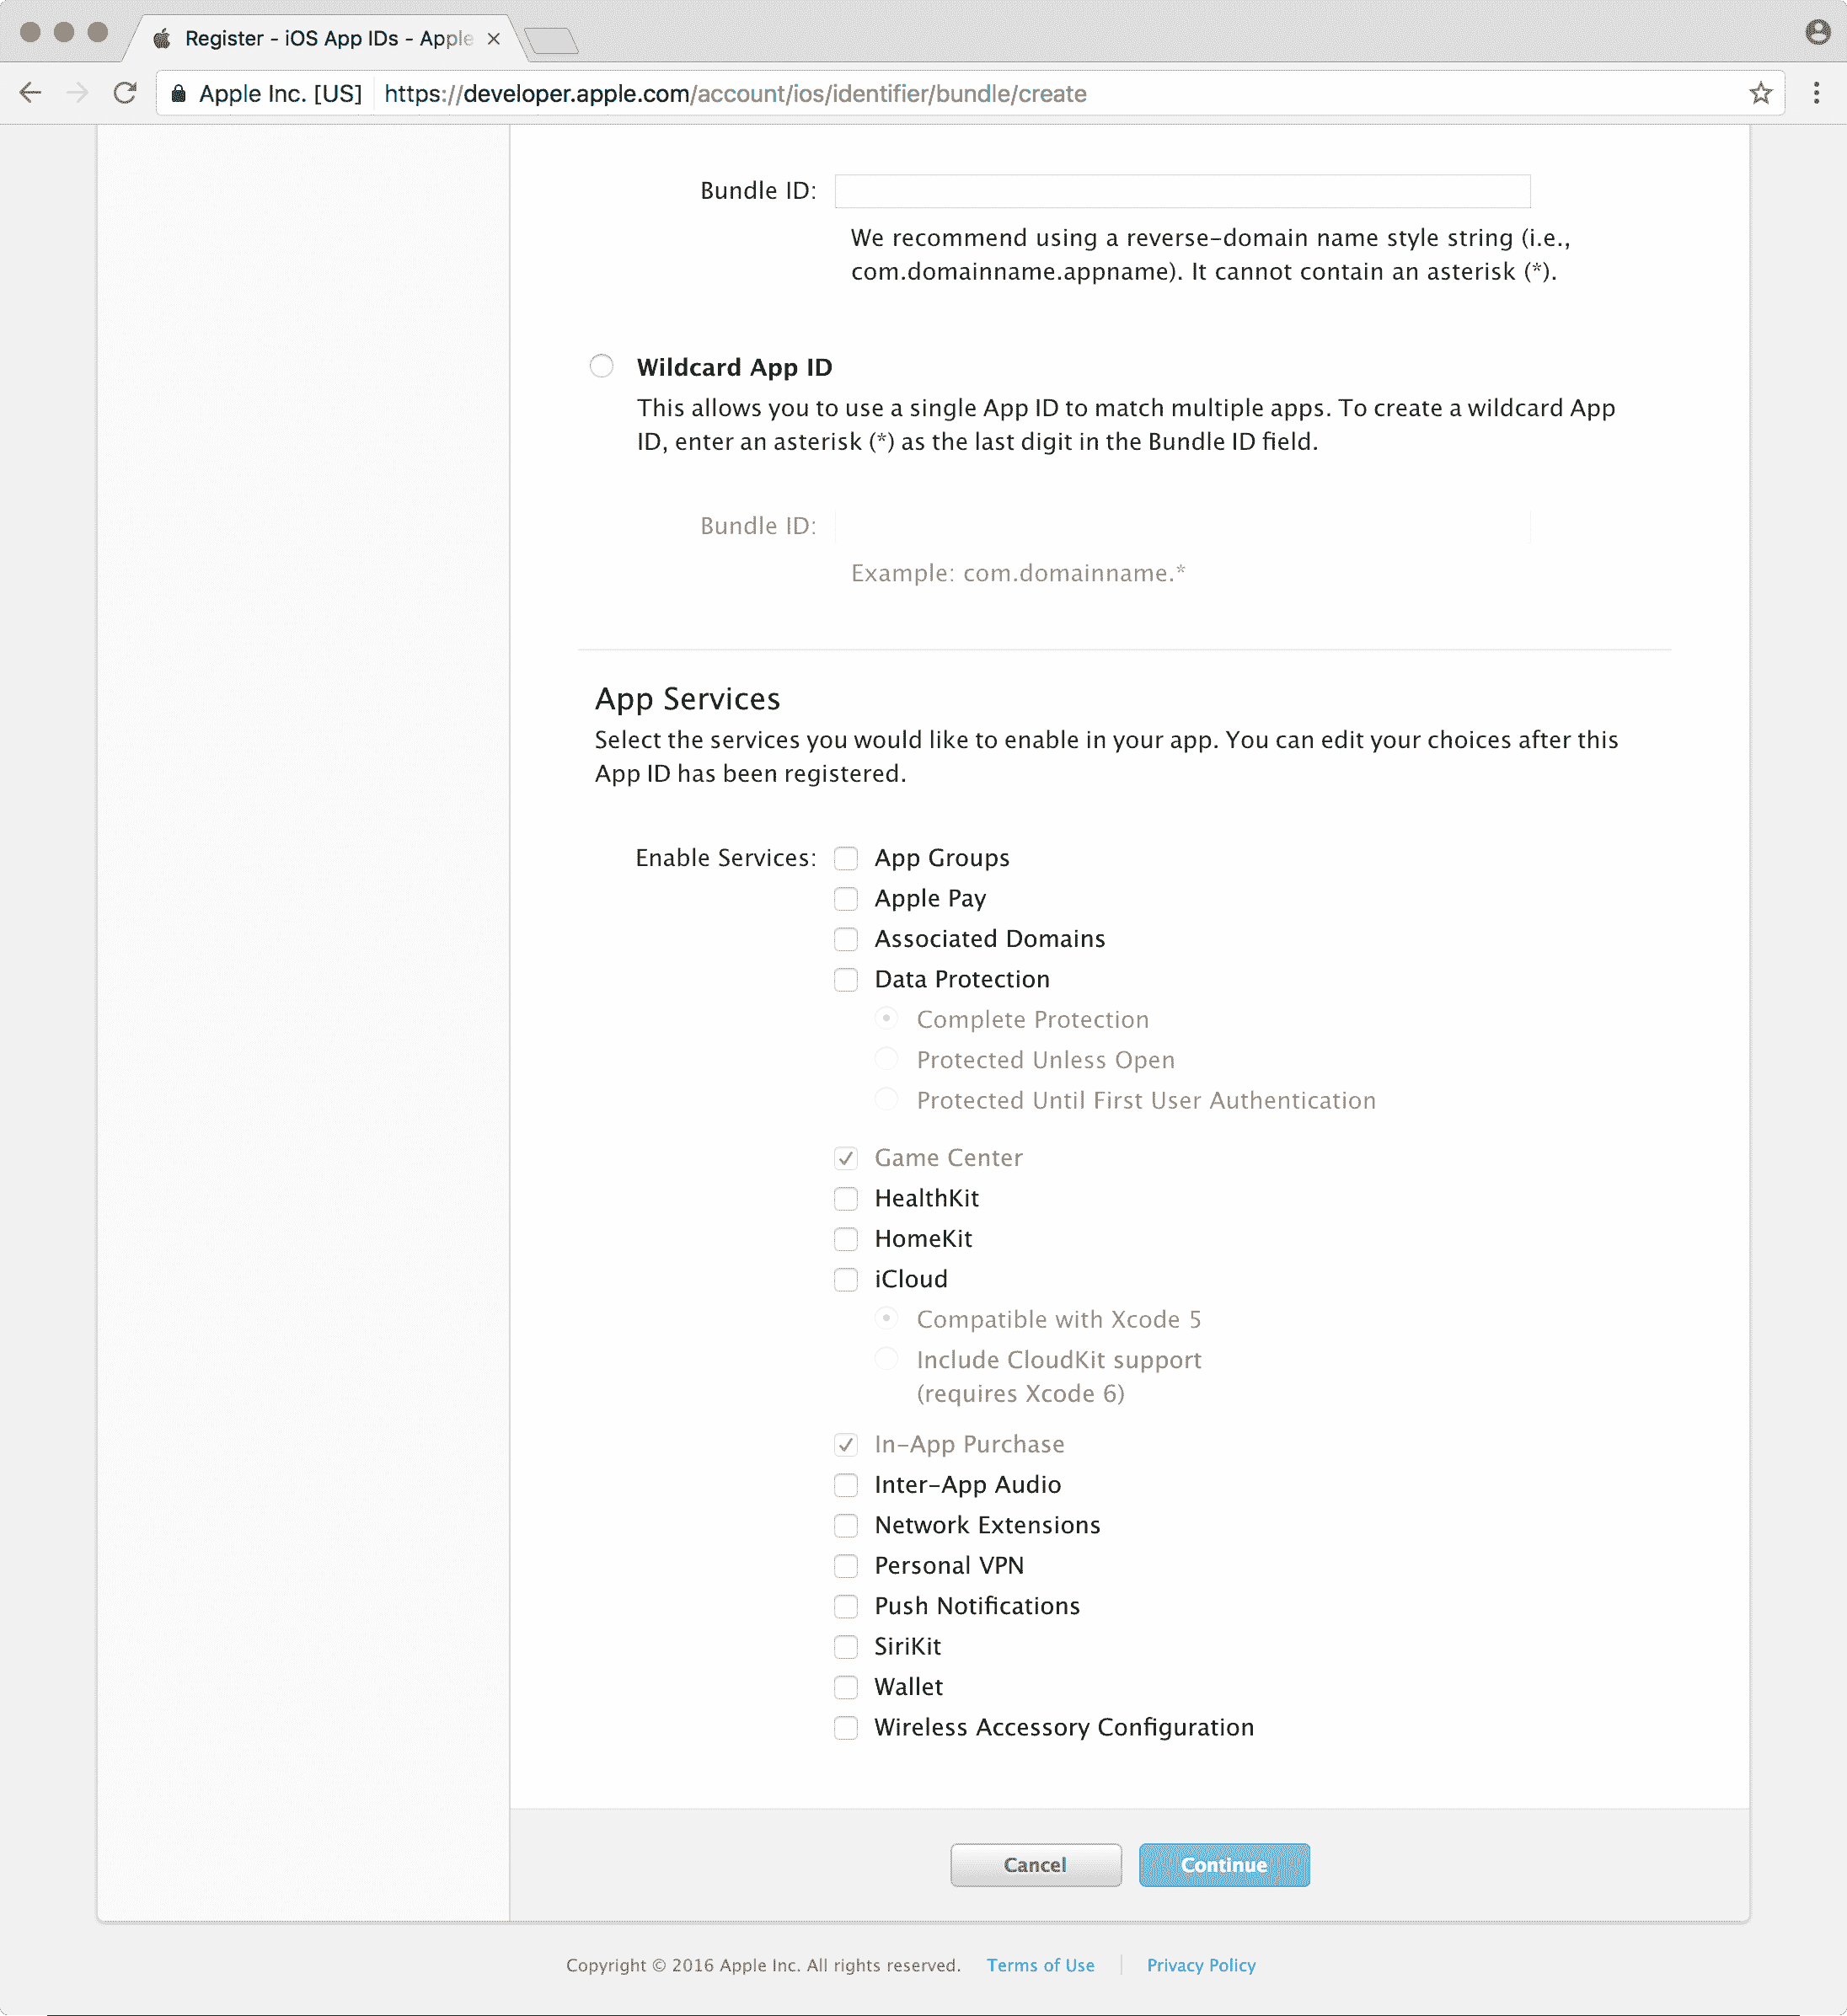 Register - iOS App IDs - Apple
Apple Inc. [US] https://developer.apple.com/account/ios/identifier/bundle/create
Bundle ID:
We recommend using a reverse-domain name style string (i.e.,
com.domainname.appname). It cannot contain an asterisk (*).
Wildcard App ID
This allows you to use a single App ID to match multiple apps. To create a wildcard App
ID, enter an asterisk (*) as the last digit in the Bundle ID field.
Bundle ID:
Example: com.domainname.*
App Services
Select the services you would like to enable in your app. You can edit your choices after this
App ID has been registered.
Enable Services: App Groups
Apple Pay
Associated Domains
Data Protection
Complete Protection
Protected Unless Open
Protected Until First User Authentication
Game Center
HealthKit
HomeKit
iCloud
Compatible with Xcode 5
Include CloudKit support
(requires Xcode 6)
In-App Purchase
Inter-App Audio
Network Extensions
Personal VPN
Push Notifications
SiriKit
Wallet
Wireless Accessory Configuration
Cancel Continue
Copyright © 2016 Apple Inc. All rights reserved. Terms of Use Privacy Policy